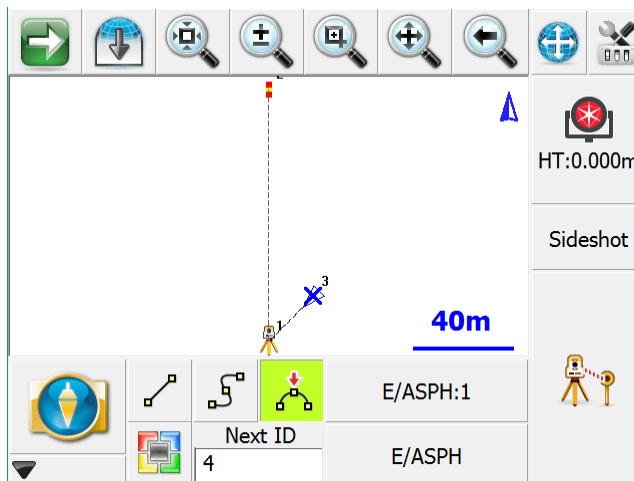 3
1
40m
HT:0.000m
Sideshot
E/ASPH:1
Next ID
4
E/ASPH